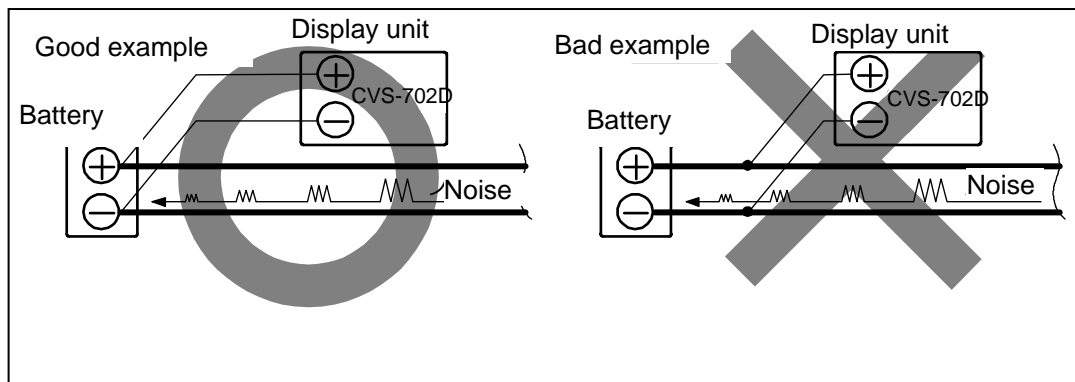 Good example
Display unit
+
CVS-702D
−
Battery
+
−
Noise
Bad example
Display unit
+
CVS-702D
−
Battery
+
−
Noise